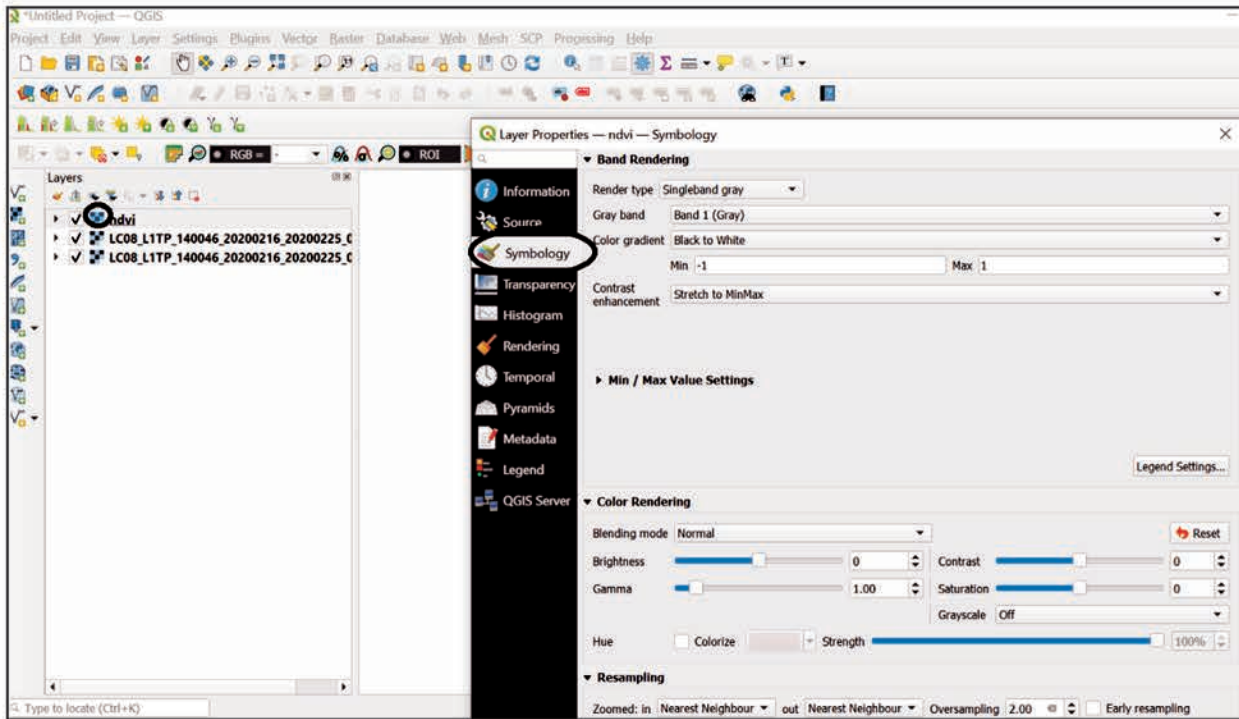 *Untitled Project — QGIS
Project Edit View Layer Settings Plugins Vector Raster Database Web Mesh SCP Processing Help
RGB = -
ROI
Layers
ndvi
LC08_L1TP_140046_20200216_20200225_0
LC08_L1TP_140046_20200216_20200225_0
Type to locate (Ctrl+K)
Layer Properties — ndvi — Symbology
Information
Source
Symbology
Transparency
Histogram
Rendering
Temporal
Pyramids
Metadata
Legend
QGIS Server
Band Rendering
Render type Singleband gray
Gray band Band 1 (Gray)
Color gradient Black to White
Min -1 Max 1
Contrast
enhancement Stretch to MinMax
Min / Max Value Settings
Legend Settings...
Color Rendering
Blending mode Normal Reset
Brightness 0 Contrast 0
Gamma 1.00 Saturation 0
Grayscale Off
Hue Colorize Strength 100%
Resampling
Zoomed: in Nearest Neighbour out Nearest Neighbour Oversampling 2.00 Early resampling